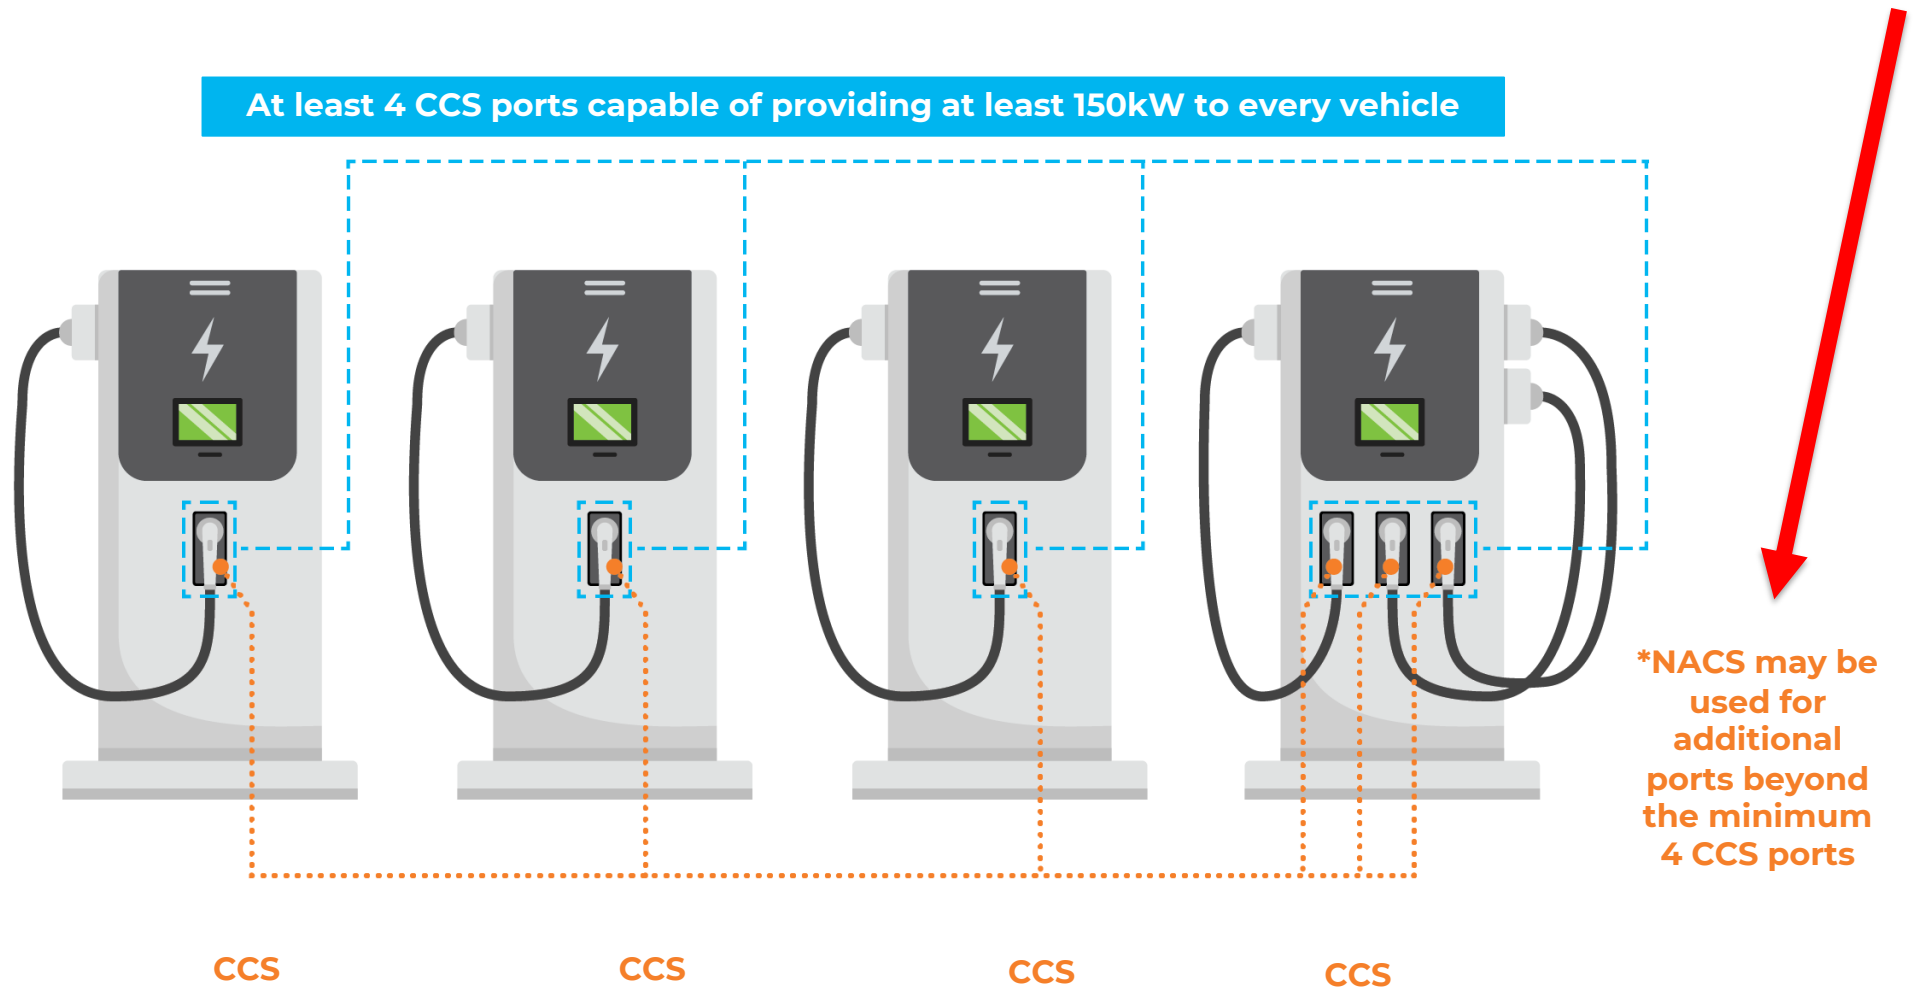 At least 4 CCS ports capable of providing at least 150kW to every vehicle
*NACS may be
used for
additional
ports beyond
the minimum
4 CCS ports
CCS
CCS
CCS
CCS